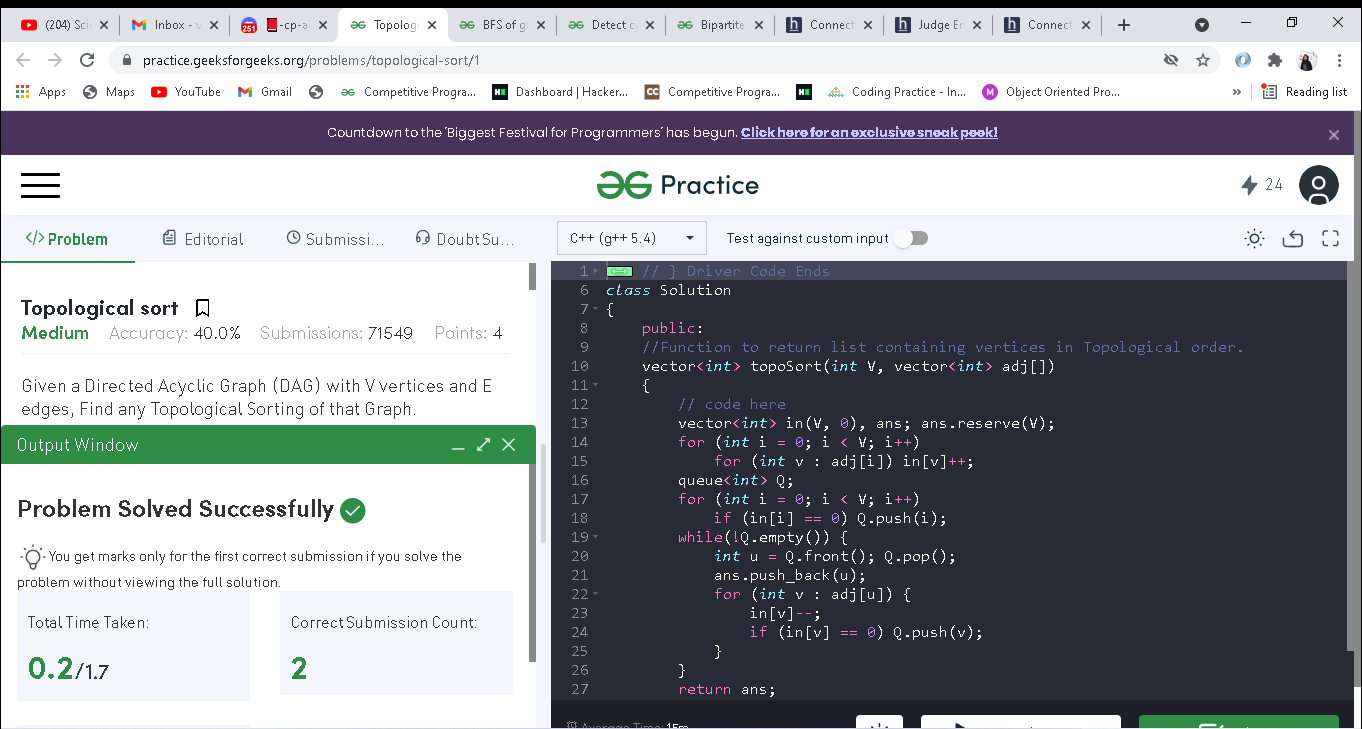 (204) Sci
Inbox - v
251
-cp-a
Topolog
BFS of g
Detect c
Bipartite
Connect
Judge En
Connect
practice.geeksforgeeks.org/problems/topological-sort/1
Apps
Maps
YouTube
Gmail
Competitive Progra...
Dashboard | Hacker...
Competitive Progra...
Coding Practice - In...
M
Object Oriented Pro...
»
Reading list
Countdown to the 'Biggest Festival for Programmers' has begun. Click here for an exclusive sneak peek!
Practice
24
</> Problem
Editorial
Submissi...
Doubt Su...
C++ (g++ 5.4)
Test against custom input
Topological sort
Medium Accuracy: 40.0% Submissions: 71549 Points: 4
Given a Directed Acyclic Graph (DAG) with V vertices and E
edges, Find any Topological Sorting of that Graph.
Output Window
Problem Solved Successfully
You get marks only for the first correct submission if you solve the
problem without viewing the full solution.
Total Time Taken:
0.2/1.7
Correct Submission Count:
2
1 // } Driver Code Ends
6 class Solution
7 {
8 public:
9 //Function to return list containing vertices in Topological order.
10 vector<int> topoSort(int V, vector<int> adj[])
11 {
12 // code here
13 vector<int> in(V, 0), ans; ans.reserve(V);
14 for (int i = 0; i < V; i++)
15 for (int v : adj[i]) in[v]++;
16 queue<int> Q;
17 for (int i = 0; i < V; i++)
18 if (in[i] == 0) Q.push(i);
19 while(!Q.empty()) {
20 int u = Q.front(); Q.pop();
21 ans.push_back(u);
22 for (int v : adj[u]) {
23 in[v]--;
24 if (in[v] == 0) Q.push(v);
25 }
26 }
27 return ans;
Average Time: 15m